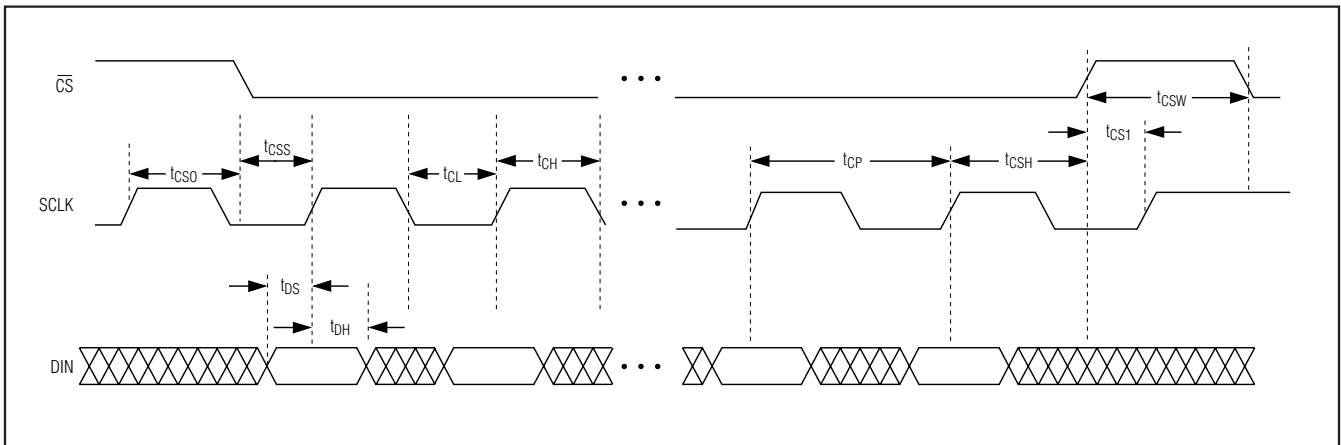 CS
tCSW
tCS1
tCSS
tCSO
tCL
tCH
tCP
tCSH
SCLK
tDS
tDH
DIN